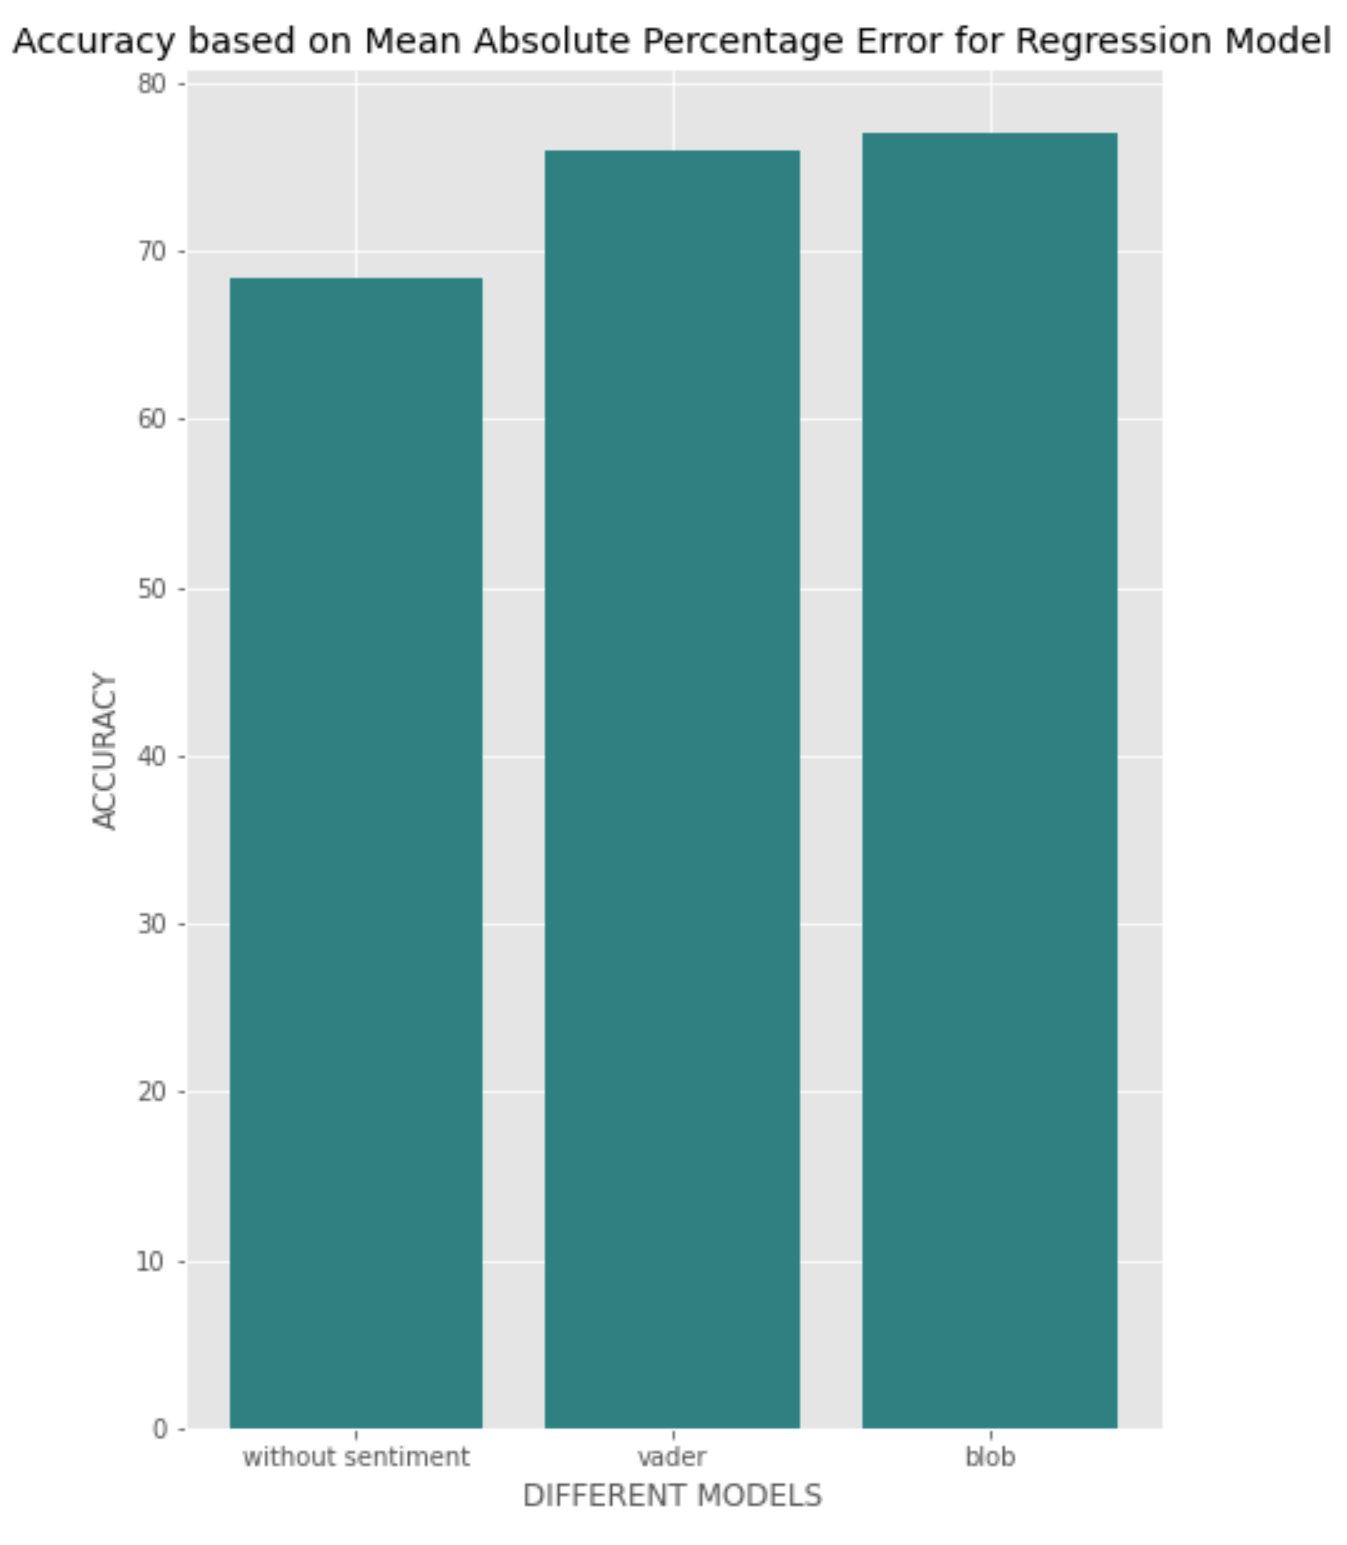 Accuracy based on Mean Absolute Percentage Error for Regression Model
80
70
60
50
40
30
20
10
0
ACCURACY
without sentiment vader blob
DIFFERENT MODELS